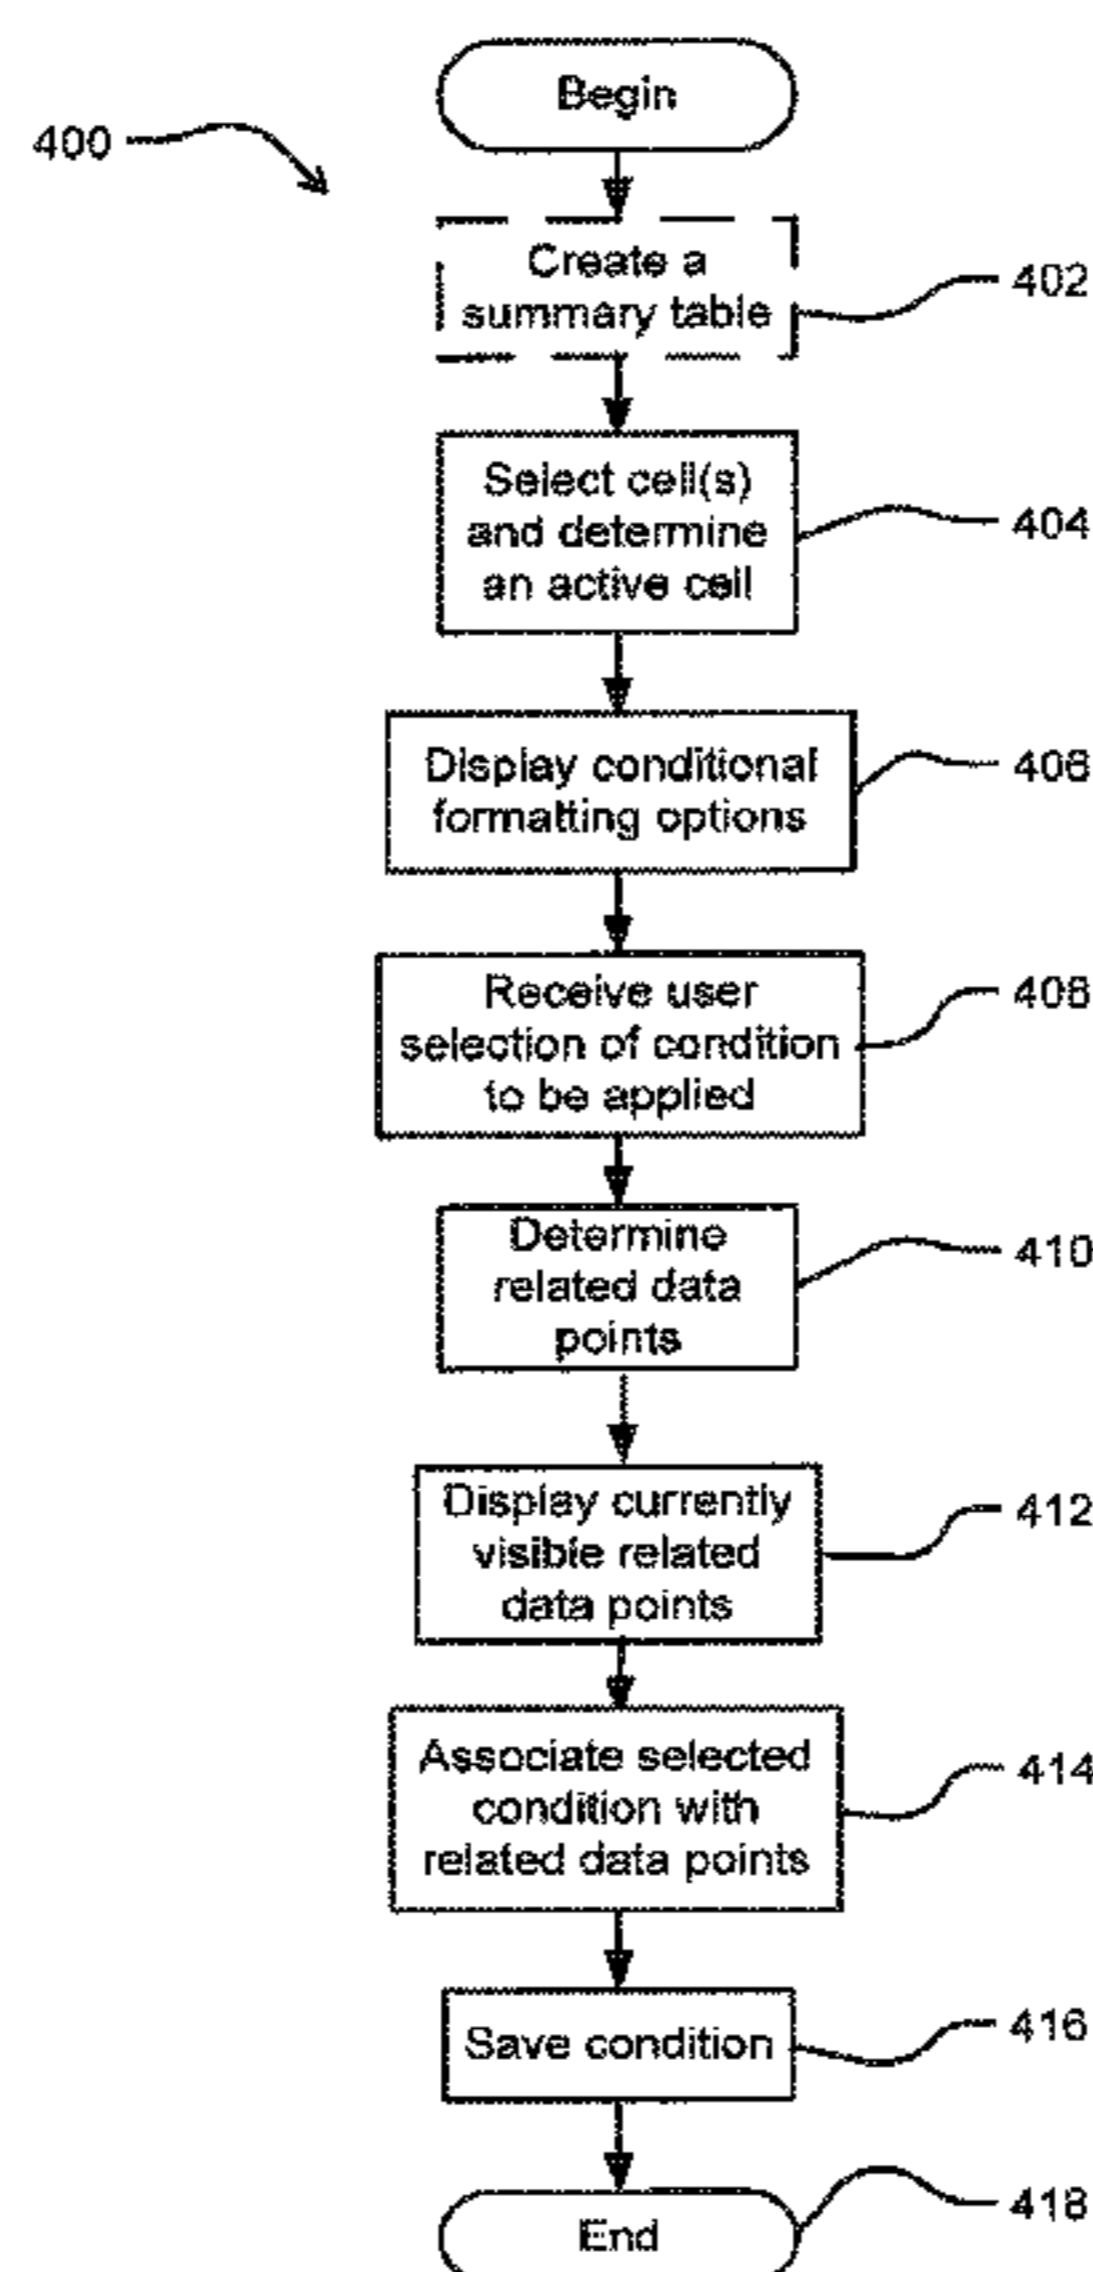 Begin
400
Create a
summary table
402
Select cell(s)
and determine
an active cell
404
Display conditional
formatting options
406
Receive user
selection of condition
to be applied
408
Determine
related data
points
410
Display currently
visible related
data points
412
Associate selected
condition with
related data points
414
Save condition
416
End
418